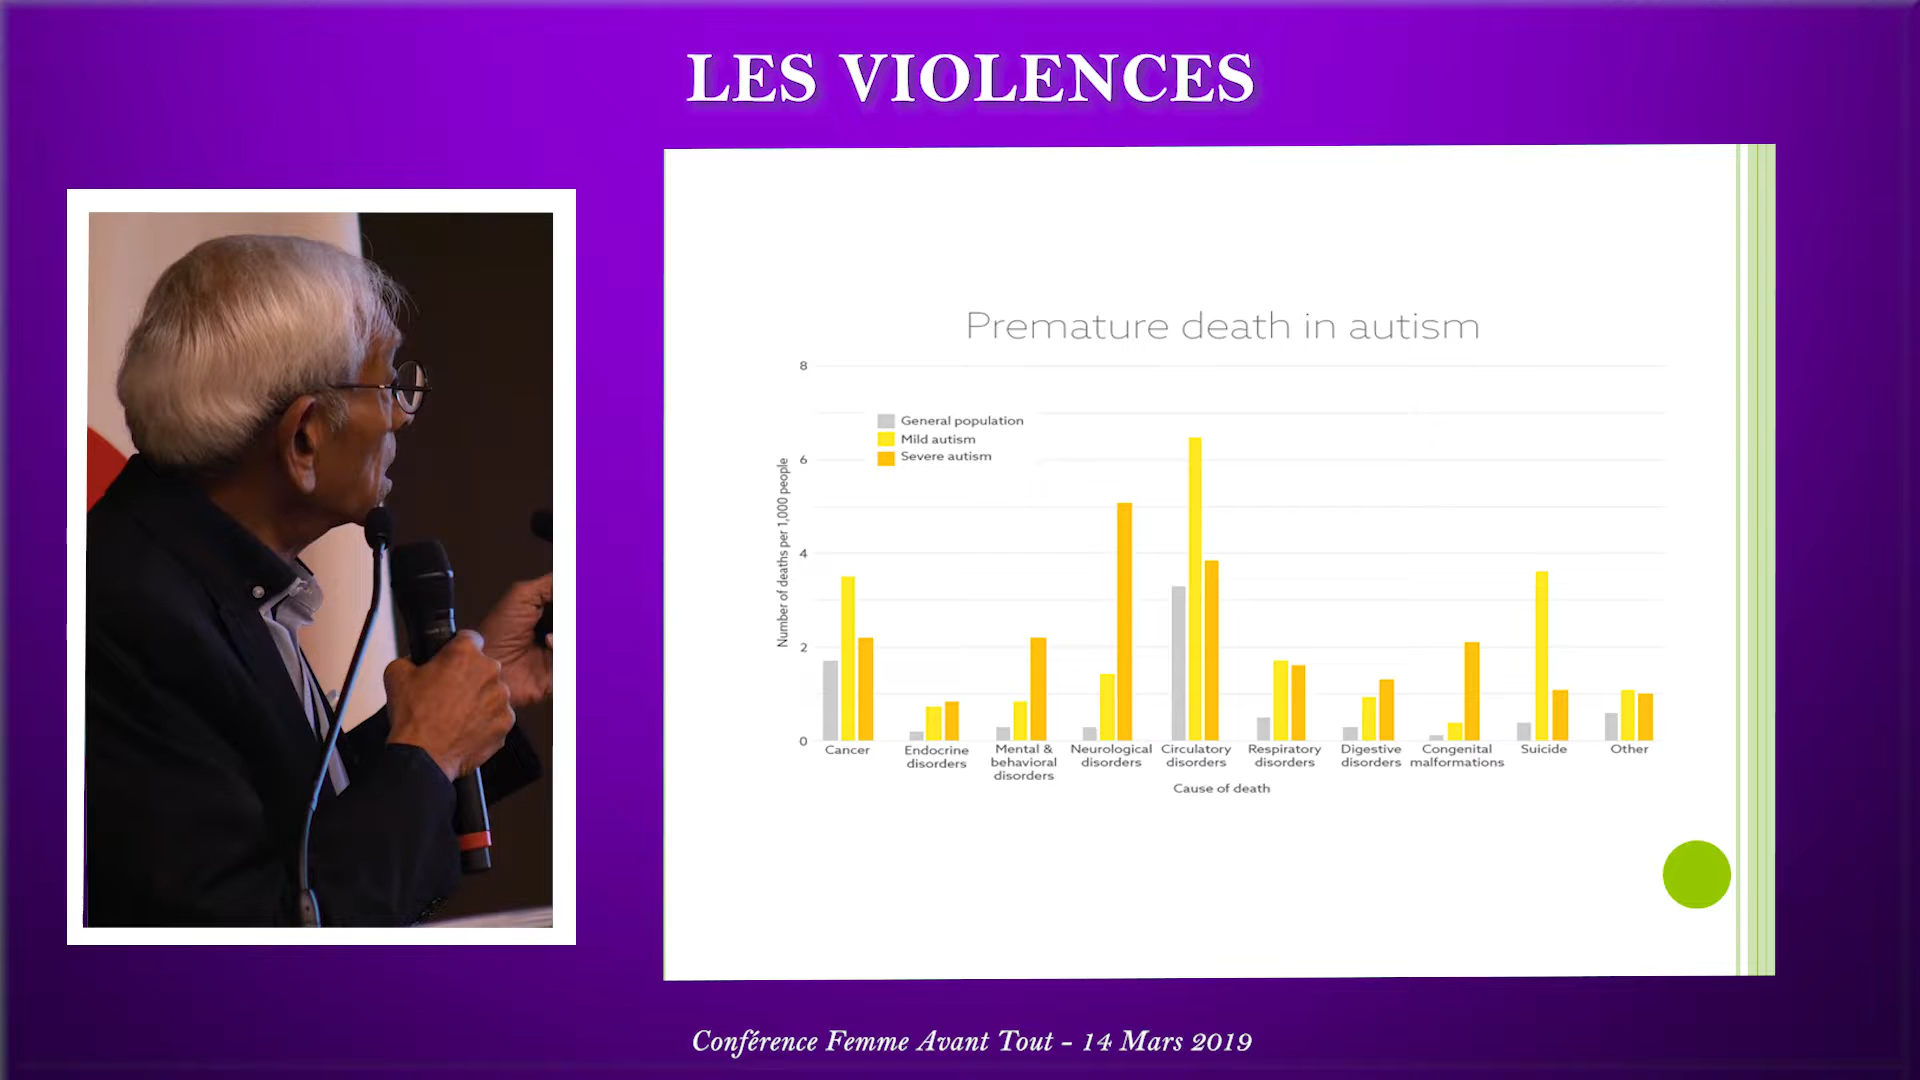 LES VIOLENCES
Premature death in autism
8
6
4
2
0
Number of deaths per 1,000 people
General population
Mild autism
Severe autism
Cancer
Endocrine
disorders
Mental &
behavioral
disorders
Neurological
disorders
Circulatory
disorders
Respiratory
disorders
Digestive
disorders
Congenital
malformations
Suicide
Other
Cause of death
Conférence Femme Avant Tout - 14 Mars 2019